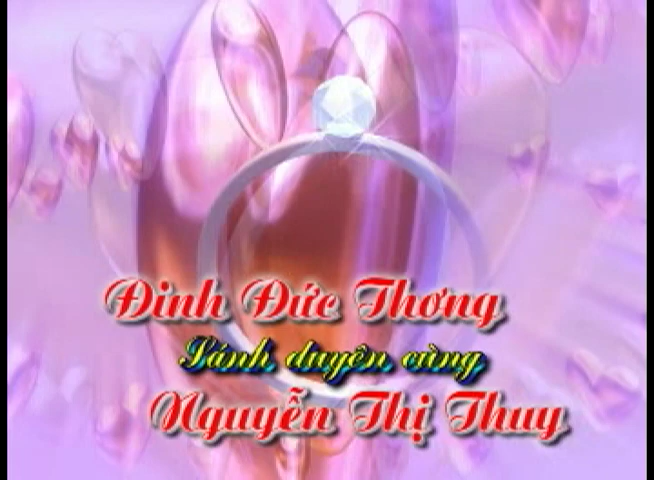 Đinh Đức Thơng
Sánh duyên cùng
Nguyễn Thị Thuy